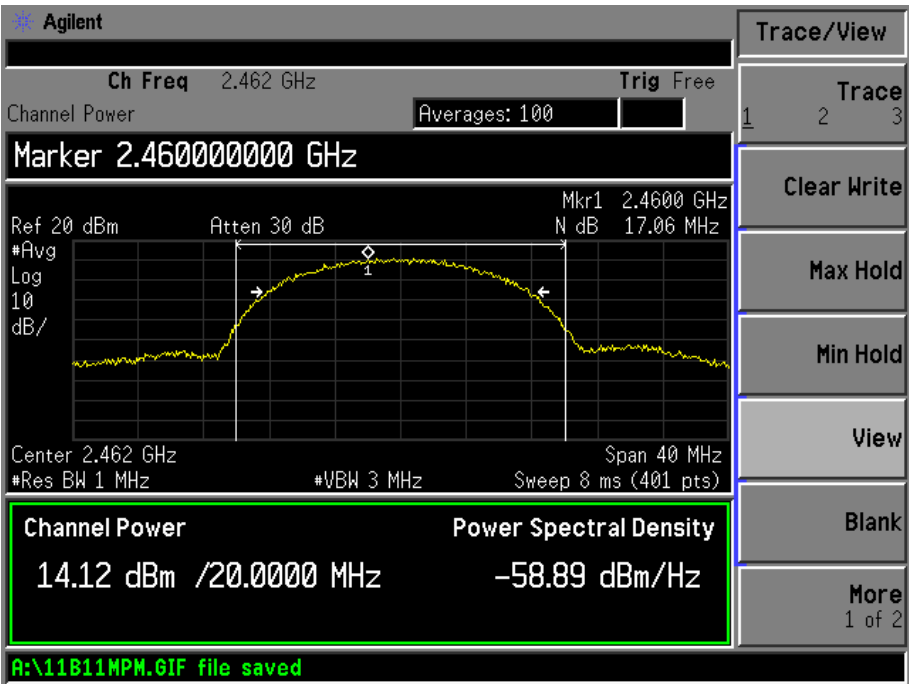 Agilent
Trace/View
Ch Freq 2.462 GHz Trig Free
Channel Power Averages: 100
Trace
1 2 3
Marker 2.460000000 GHz
Clear Write
Mkr1 2.4600 GHz
Ref 20 dBm Atten 30 dB N dB 17.06 MHz
#Avg
Log
10
dB/
1
Max Hold
Min Hold
View
Center 2.462 GHz Span 40 MHz
#Res BW 1 MHz #VBW 3 MHz Sweep 8 ms (401 pts)
Channel Power Power Spectral Density
14.12 dBm /20.0000 MHz -58.89 dBm/Hz
Blank
More
1 of 2
A:\11B11MPM.GIF file saved